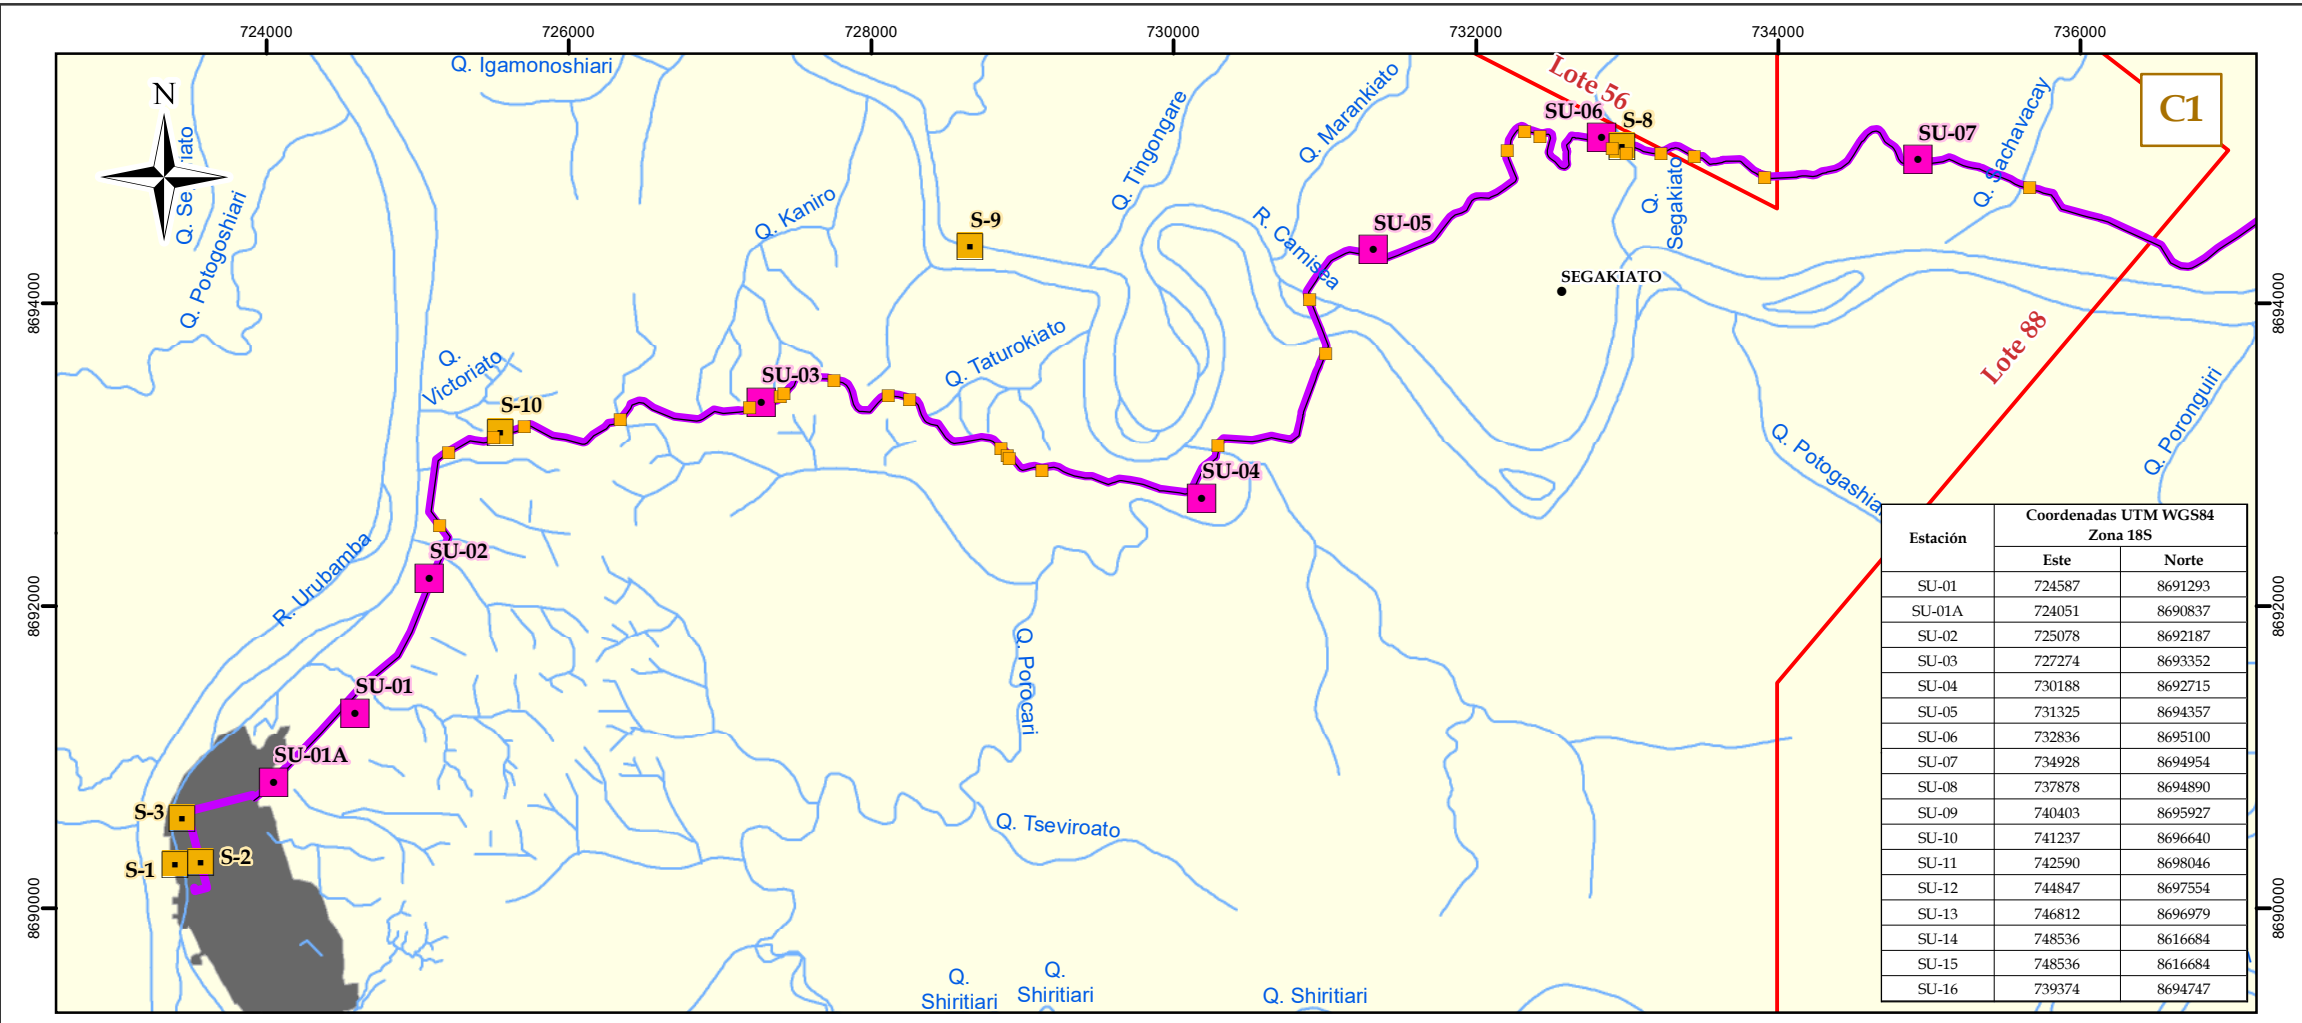 724000 726000 728000 730000 732000 734000 736000
Q. Igamonoshiari
Lote 56
C1
N
Q. Se
iato
Q. Potogoshiari
Q. Kaniro
Q. Tingongare
Q. Marankiato
SU-06
S-8
SU-07
Q. Sachavacay
S-9
SU-05
R. Camisea
Q.
Segakiato
SEGAKIATO
8694000
8694000
Lote 88
Q.
Victoriato
SU-03
Q. Taturokiato
S-10
SU-04
Q. Potogashia
Q. Poronguiri
SU-02
R. Urubamba
8692000
8692000
Q. Porocari
SU-01
SU-01A
S-3
S-1
S-2
Q. Tseviroato
8690000
8690000
Q.
Shiritiari
Q.
Shiritiari
Q. Shiritiari
Estación
Coordenadas UTM WGS84
Zona 18S
Este Norte
SU-01 724587 8691293
SU-01A 724051 8690837
SU-02 725078 8692187
SU-03 727274 8693352
SU-04 730188 8692715
SU-05 731325 8694357
SU-06 732836 8695100
SU-07 734928 8694954
SU-08 737878 8694890
SU-09 740403 8695927
SU-10 741237 8696640
SU-11 742590 8698046
SU-12 744847 8697554
SU-13 746812 8696979
SU-14 748536 8616684
SU-15 748536 8616684
SU-16 739374 8694747